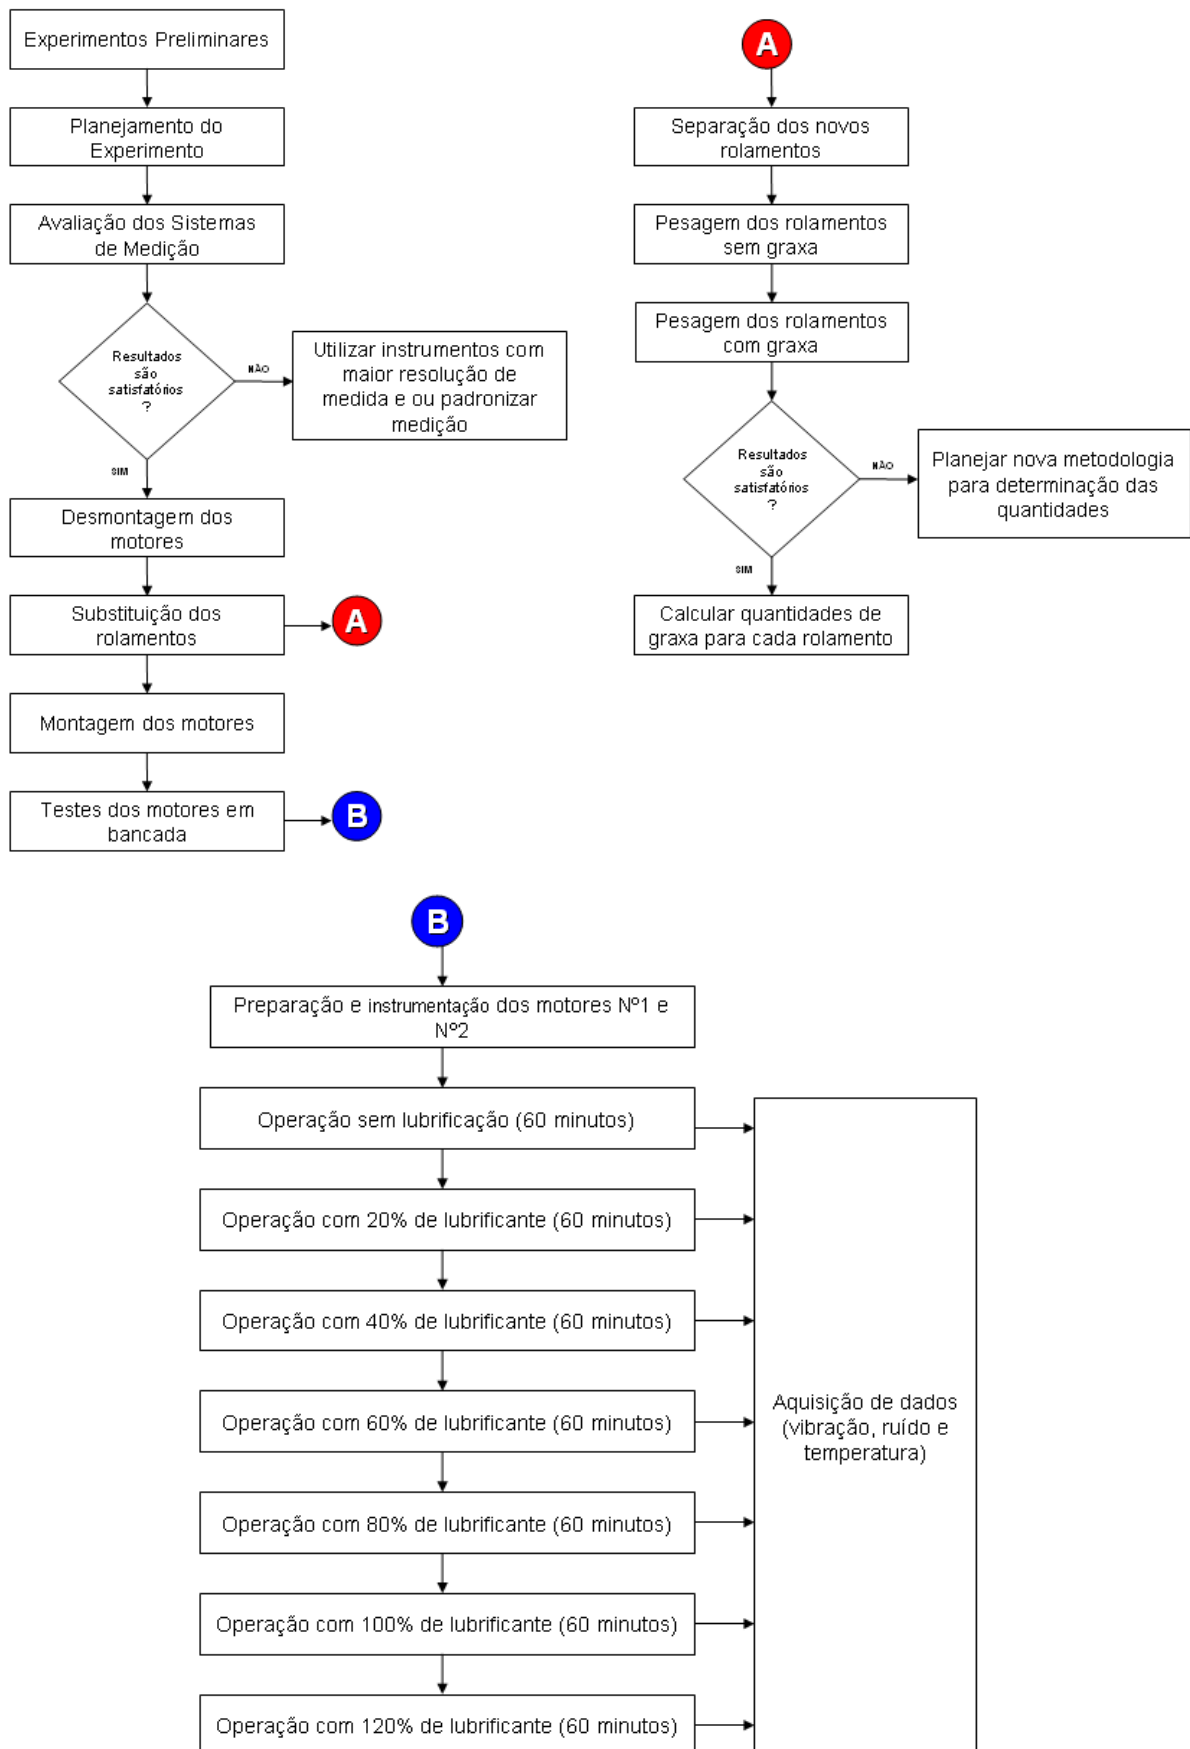 Experimentos Preliminares
Planejamento do
Experimento
Avaliação dos Sistemas
de Medição
Resultados
são
satisfatórios
?
NÃO
Utilizar instrumentos com
maior resolução de
medida e ou padronizar
medição
SIM
Desmontagem dos
motores
Substituição dos
rolamentos
A
Montagem dos motores
Testes dos motores em
bancada
B
A
Separação dos novos
rolamentos
Pesagem dos rolamentos
sem graxa
Pesagem dos rolamentos
com graxa
Resultados
são
satisfatórios
?
NÃO
Planejar nova metodologia
para determinação das
quantidades
SIM
Calcular quantidades de
graxa para cada rolamento
B
Preparação e instrumentação dos motores Nº1 e
Nº2
Operação sem lubrificação (60 minutos)
Operação com 20% de lubrificante (60 minutos)
Operação com 40% de lubrificante (60 minutos)
Operação com 60% de lubrificante (60 minutos)
Operação com 80% de lubrificante (60 minutos)
Operação com 100% de lubrificante (60 minutos)
Operação com 120% de lubrificante (60 minutos)
Aquisição de dados
(vibração, ruído e
temperatura)